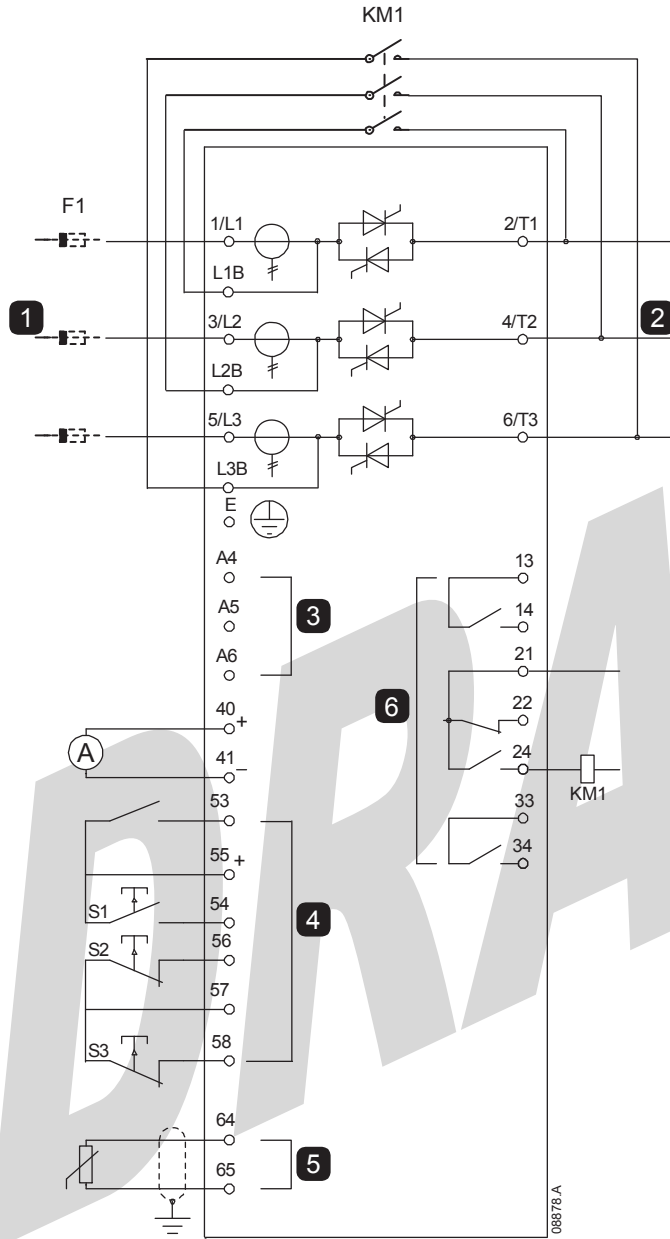 KM1
F1
1/L1
2/T1
L1B
1
3/L2
4/T2
2
L2B
5/L3
6/T3
L3B
E
A4
13
A5
3
14
A6
21
40
+
6
22
A
41
–
24
KM1
53
33
55
+
34
S1
54
4
S2
56
57
S3
58
64
5
65
08878.A
DRA